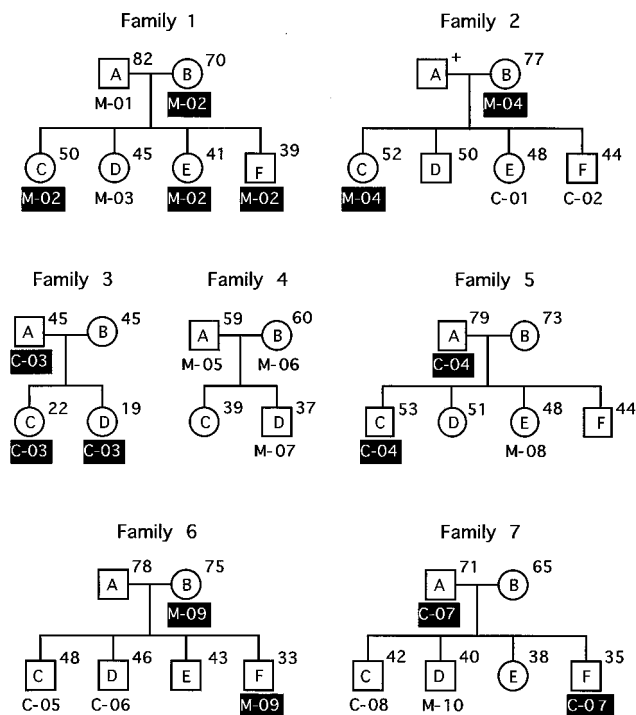 Family 1 Family 2
82 70 + 77
A B A B
M-01 M-02 M-04
50 45 41 39 52 50 48 44
C D E F C D E F
M-02 M-03 M-02 M-02 M-04 C-01 C-02
Family 3 Family 4 Family 5
45 45 59 60 79 73
A B A B A B
C-03 M-05 M-06 C-04
22 19 39 37 53 51 48 44
C D C D C D E F
C-03 C-03 M-07 C-04 M-08
Family 6 Family 7
78 75 71 65
A B A B
M-09 C-07
48 46 43 33 42 40 38 35
C D E F C D E F
C-05 C-06 M-09 C-08 M-10 C-07